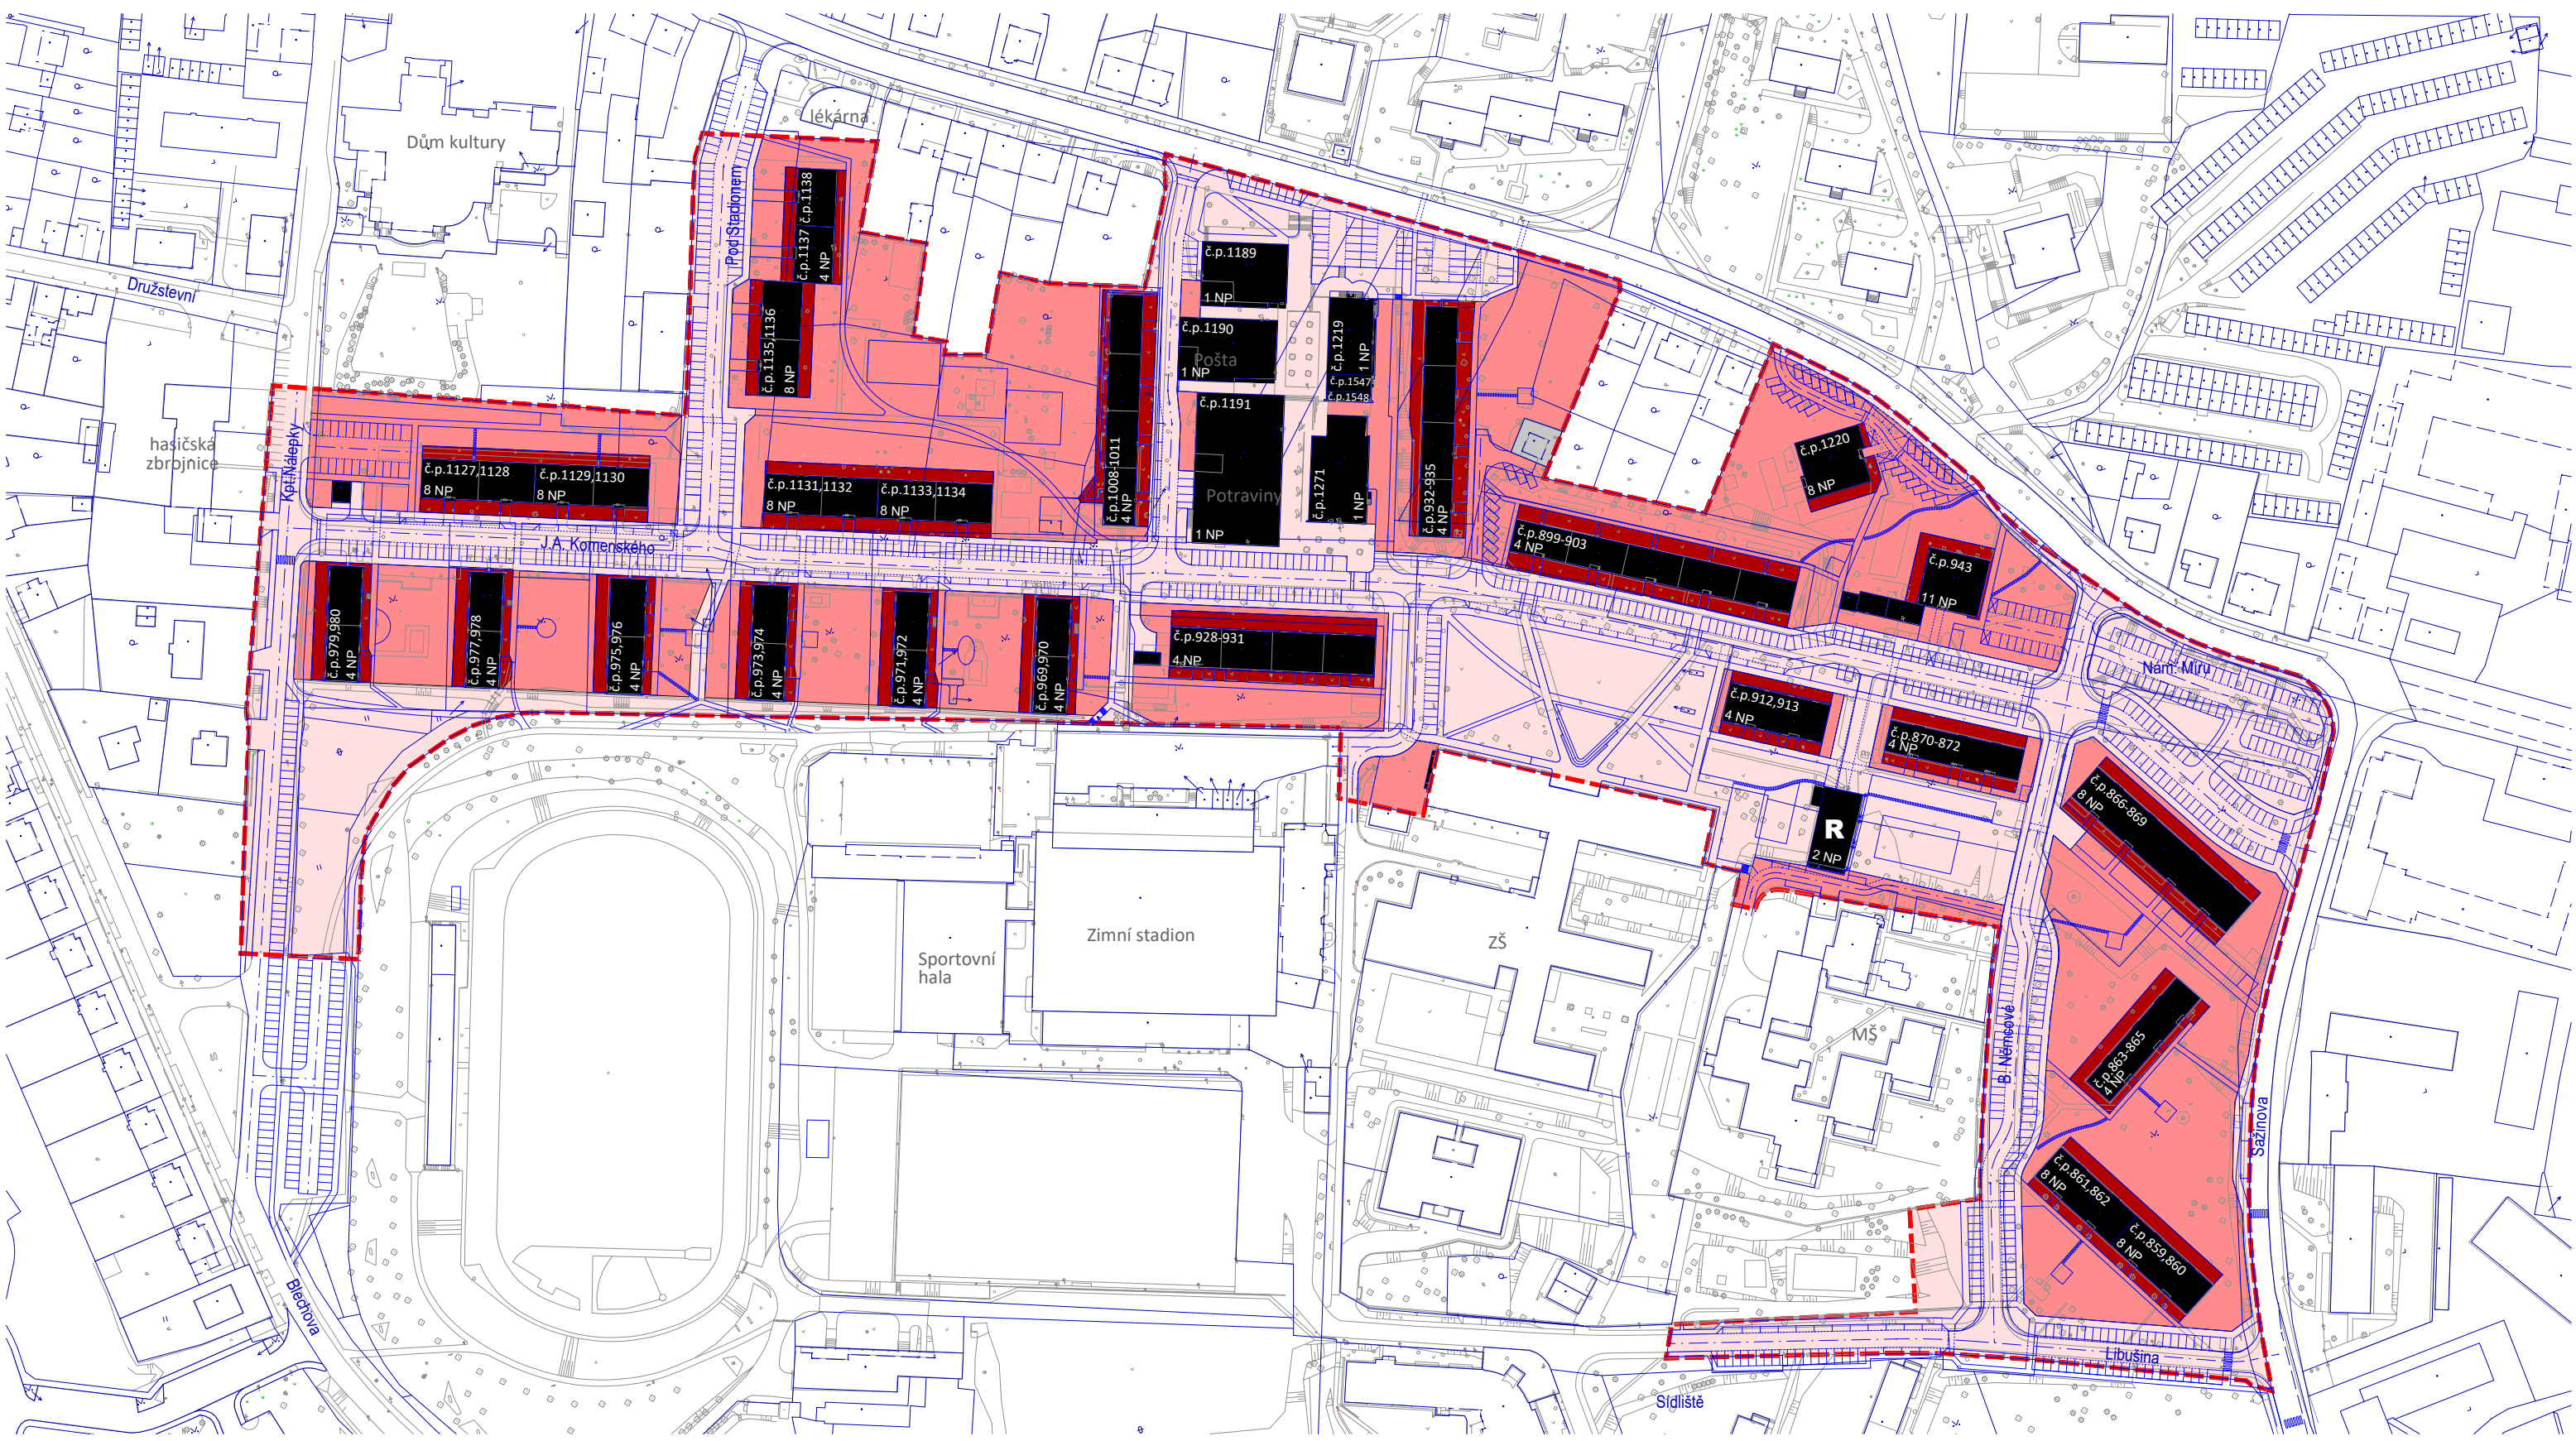 lékárna
Dům kultury
Pod Stadionem
č.p.1137 č.p.1138
4 NP
Družstevní
č.p.1189
1 NP
č.p.1190
Pošta
1 NP
č.p.1219
1 NP
č.p.1547
č.p.1548
č.p.1135,1136
8 NP
č.p.1191
Potraviny
1 NP
č.p.1271
1 NP
č.p.1008-1011
4 NP
č.p.932-935
4 NP
hasičská
zbrojnice
Kpt.Nálepky
č.p.1127,1128
8 NP
č.p.1129,1130
8 NP
č.p.1131,1132
8 NP
č.p.1133,1134
8 NP
č.p.1220
8 NP
J.A. Komenského
č.p.899-903
4 NP
č.p.943
11 NP
č.p.979,980
4 NP
č.p.977,978
4 NP
č.p.975,976
4 NP
č.p.973,974
4 NP
č.p.971,972
4 NP
č.p.969,970
4 NP
č.p.928-931
4 NP
Nám. Míru
č.p.912,913
4 NP
č.p.870-872
4 NP
č.p.866-869
8 NP
R
2 NP
Zimní stadion
Sportovní
hala
ZŠ
MŠ
B. Němcové
č.p.863-865
4 NP
Sažinova
č.p.861,862
8 NP
č.p.859,860
8 NP
Blechova
Libušina
Sídliště